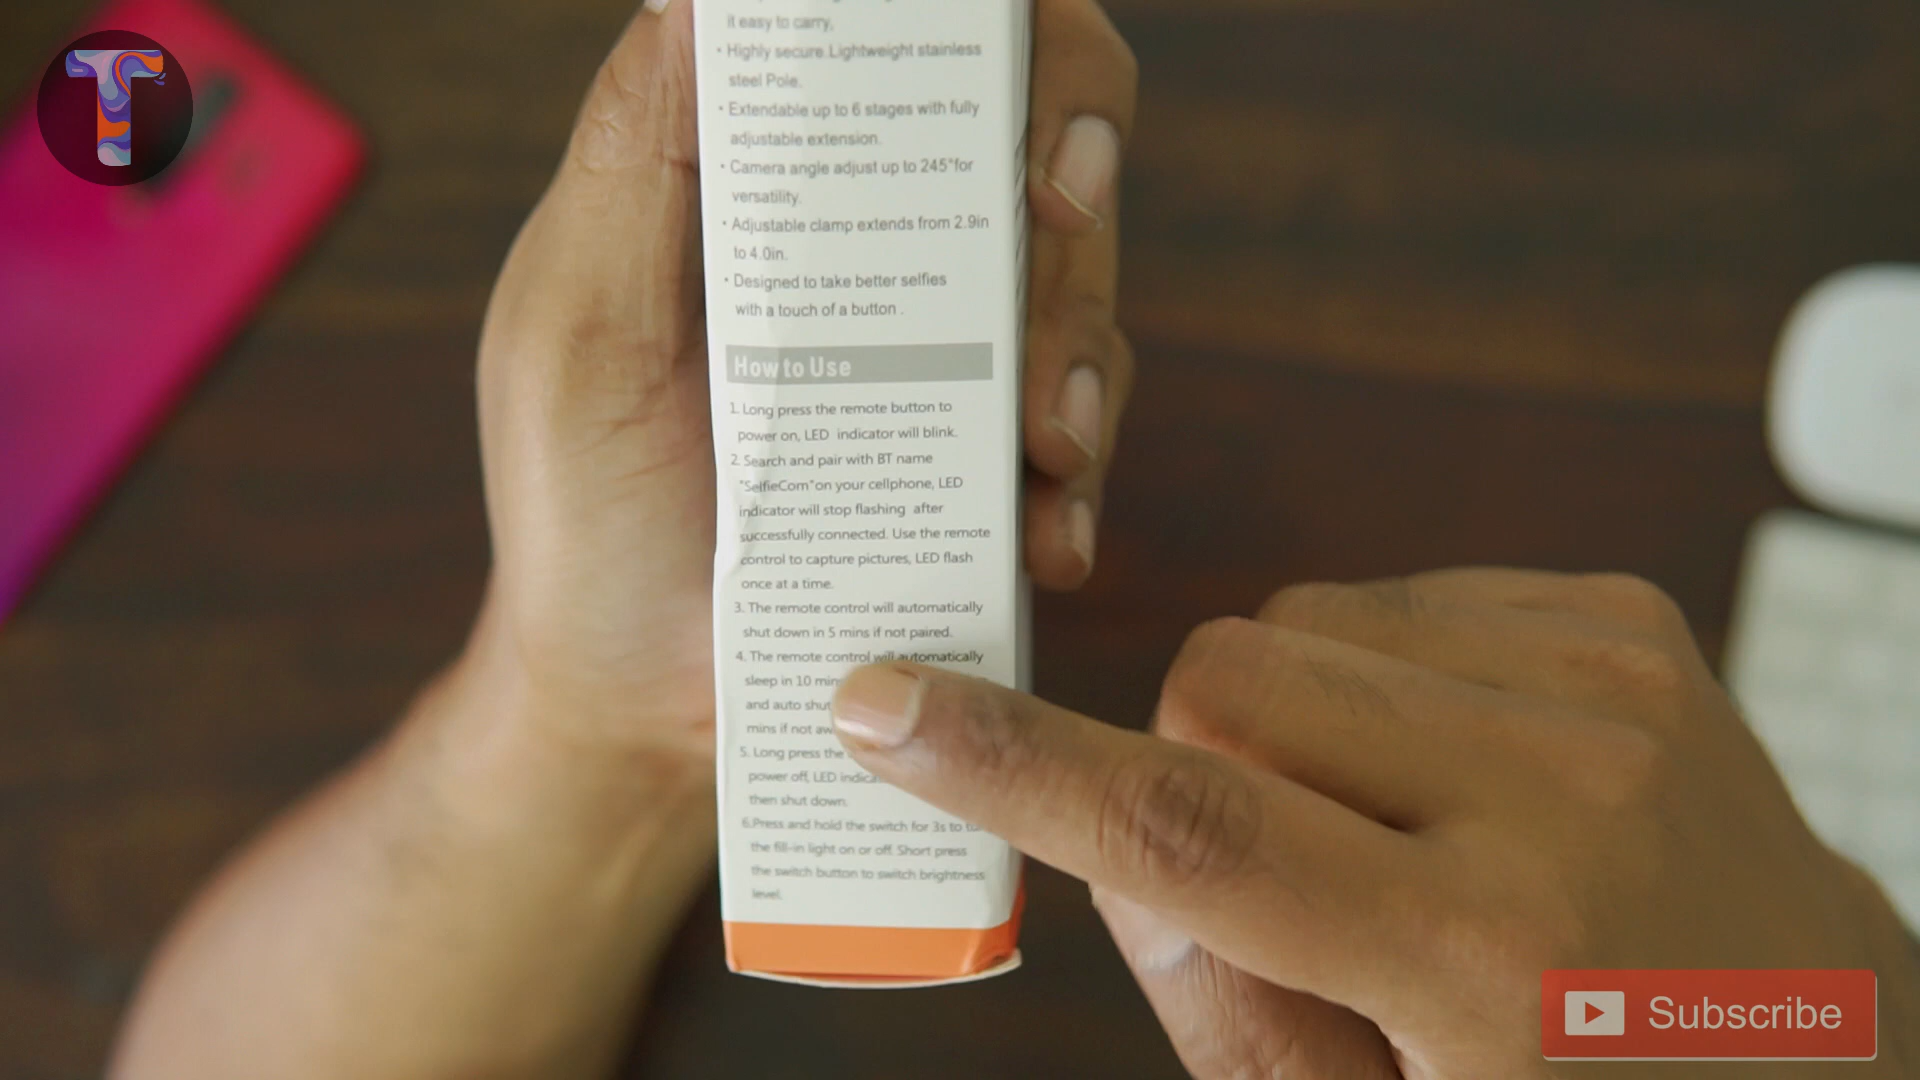 T
it easy to carry,
• Highly secure Lightweight stainless
steel Pole.
• Extendable up to 6 stages with fully
adjustable extension.
• Camera angle adjust up to 245°for
versatility.
• Adjustable clamp extends from 2.9in
to 4.0in.
• Designed to take better selfies
with a touch of a button .
How to Use
1. Long press the remote button to
power on, LED indicator will blink.
2. Search and pair with BT name
"SelfieCom"on your cellphone, LED
indicator will stop flashing after
successfully connected. Use the remote
control to capture pictures, LED flash
once at a time.
3. The remote control will automatically
shut down in 5 mins if not paired.
4. The remote control will automatically
sleep in 10 mins
and auto shut
mins if not
5. Long press the
power off, LED
then shut down.
6.Press and hold the switch for 3s to
the fill-in light on or off. Short press
the switch button to switch brightness
level.
Subscribe